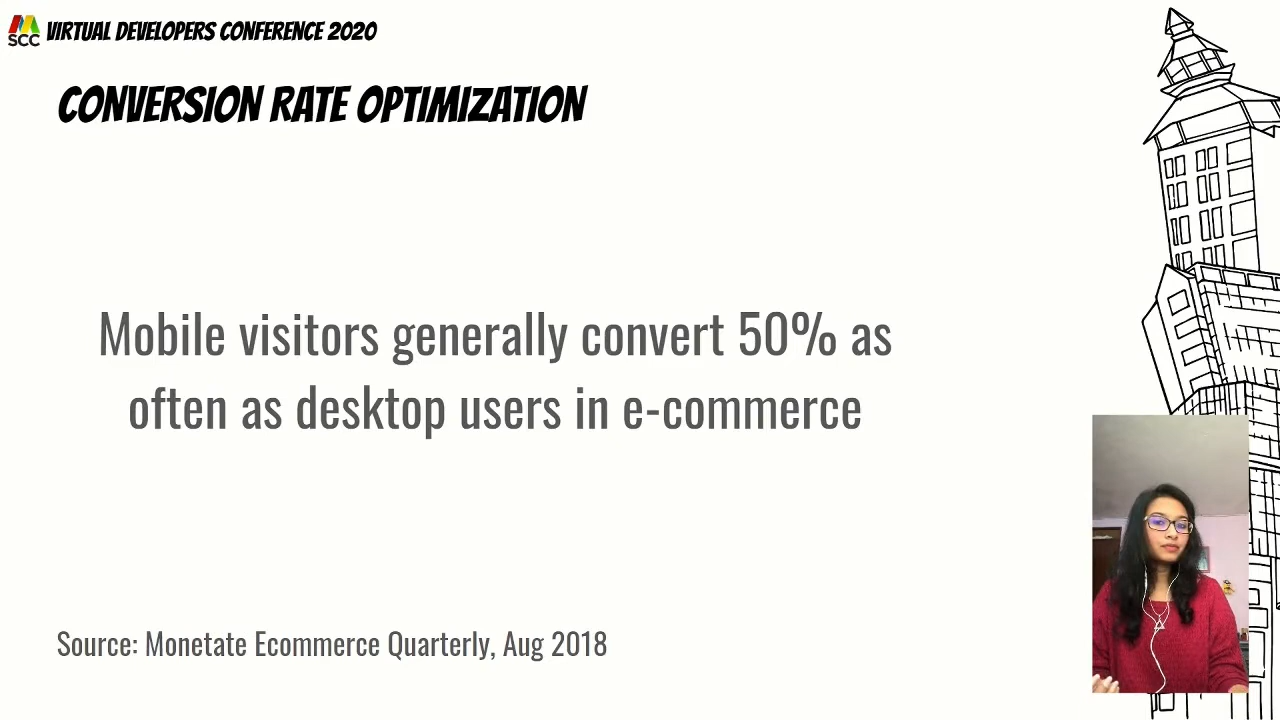 SCC VIRTUAL DEVELOPERS CONFERENCE 2020
CONVERSION RATE OPTIMIZATION
Mobile visitors generally convert 50% as
often as desktop users in e-commerce
Source: Monetate Ecommerce Quarterly, Aug 2018